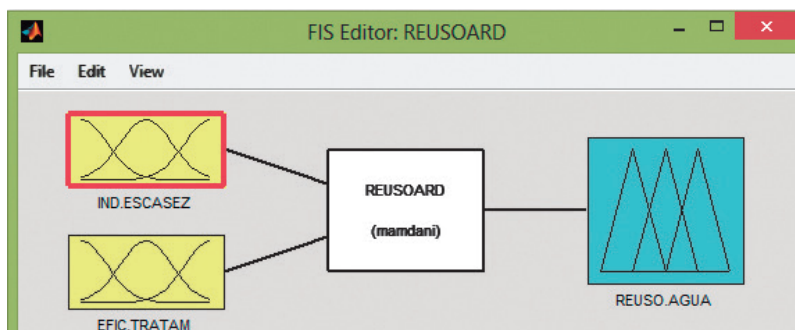 FIS Editor: REUSOARD
File Edit View
IND.ESCASEZ
EFIC.TRATAM
REUSOARD
(mamdani)
REUSO.AGUA